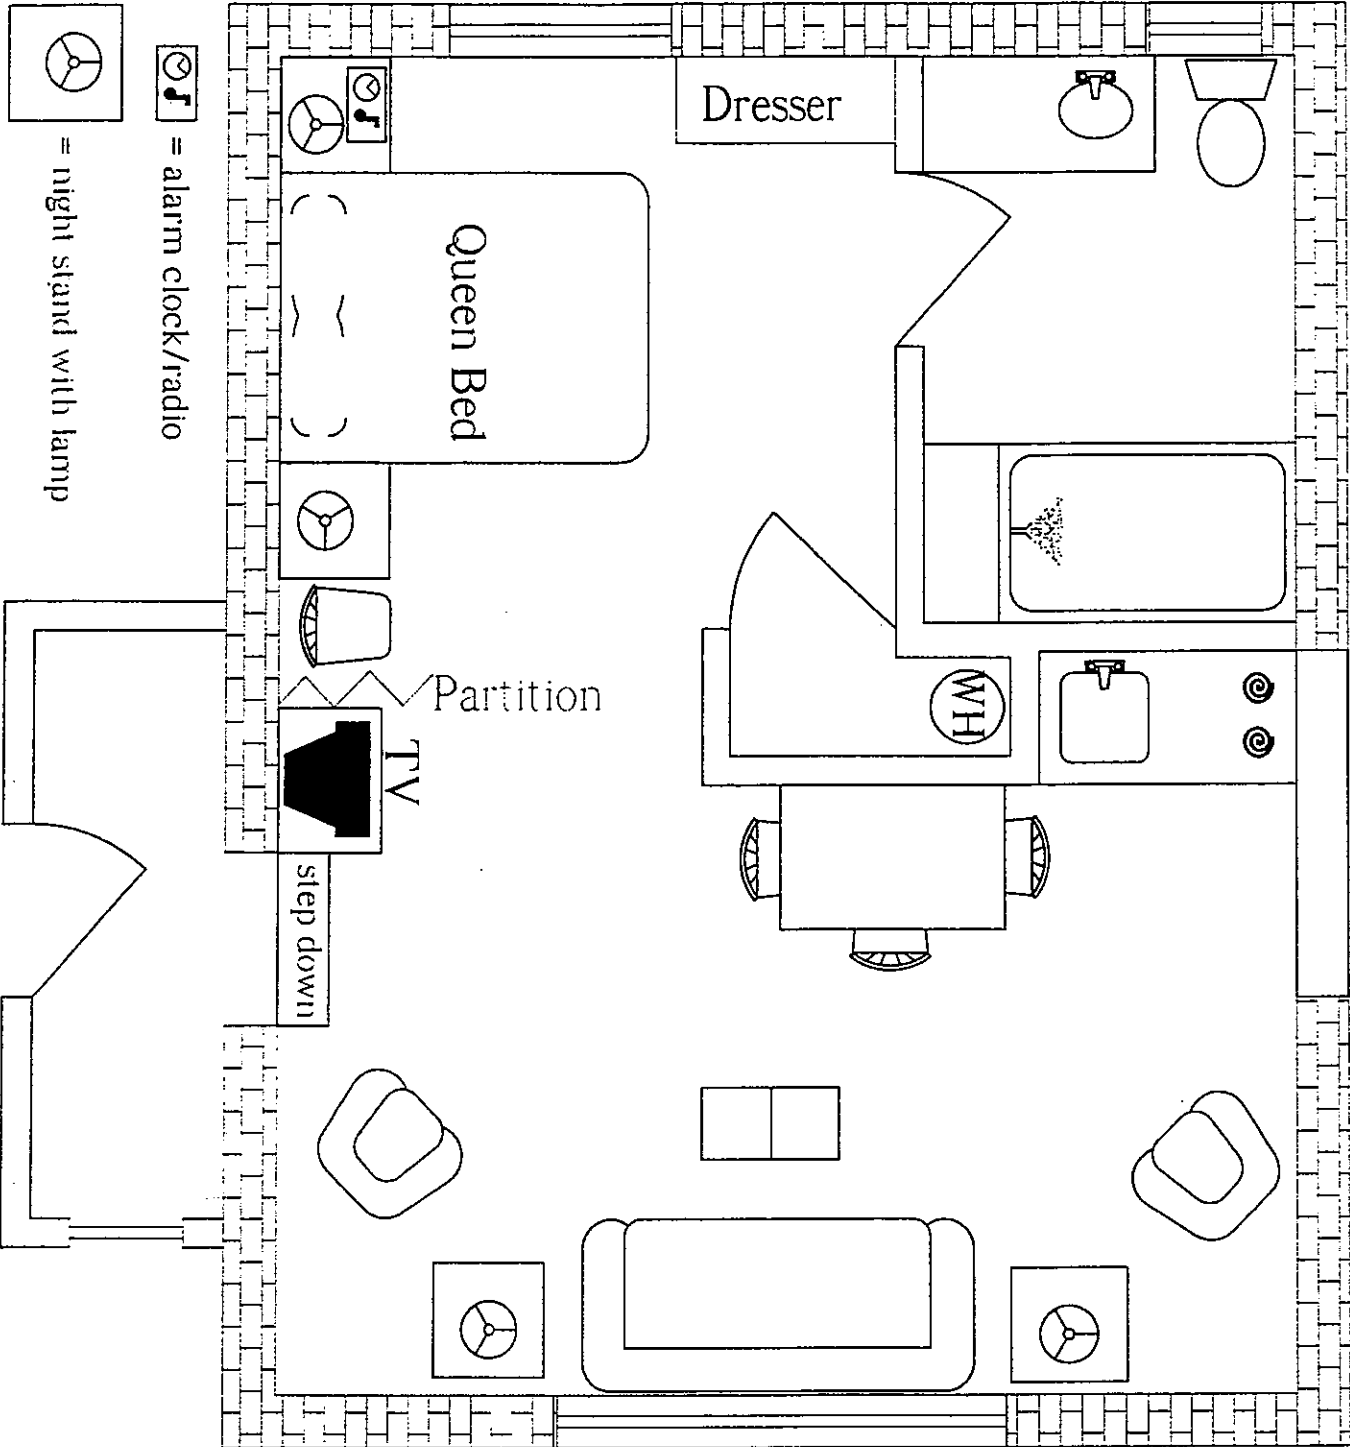 Dresser
Queen Bed
Partition
TV
WH
step down
= alarm clock/radio
= night stand with lamp